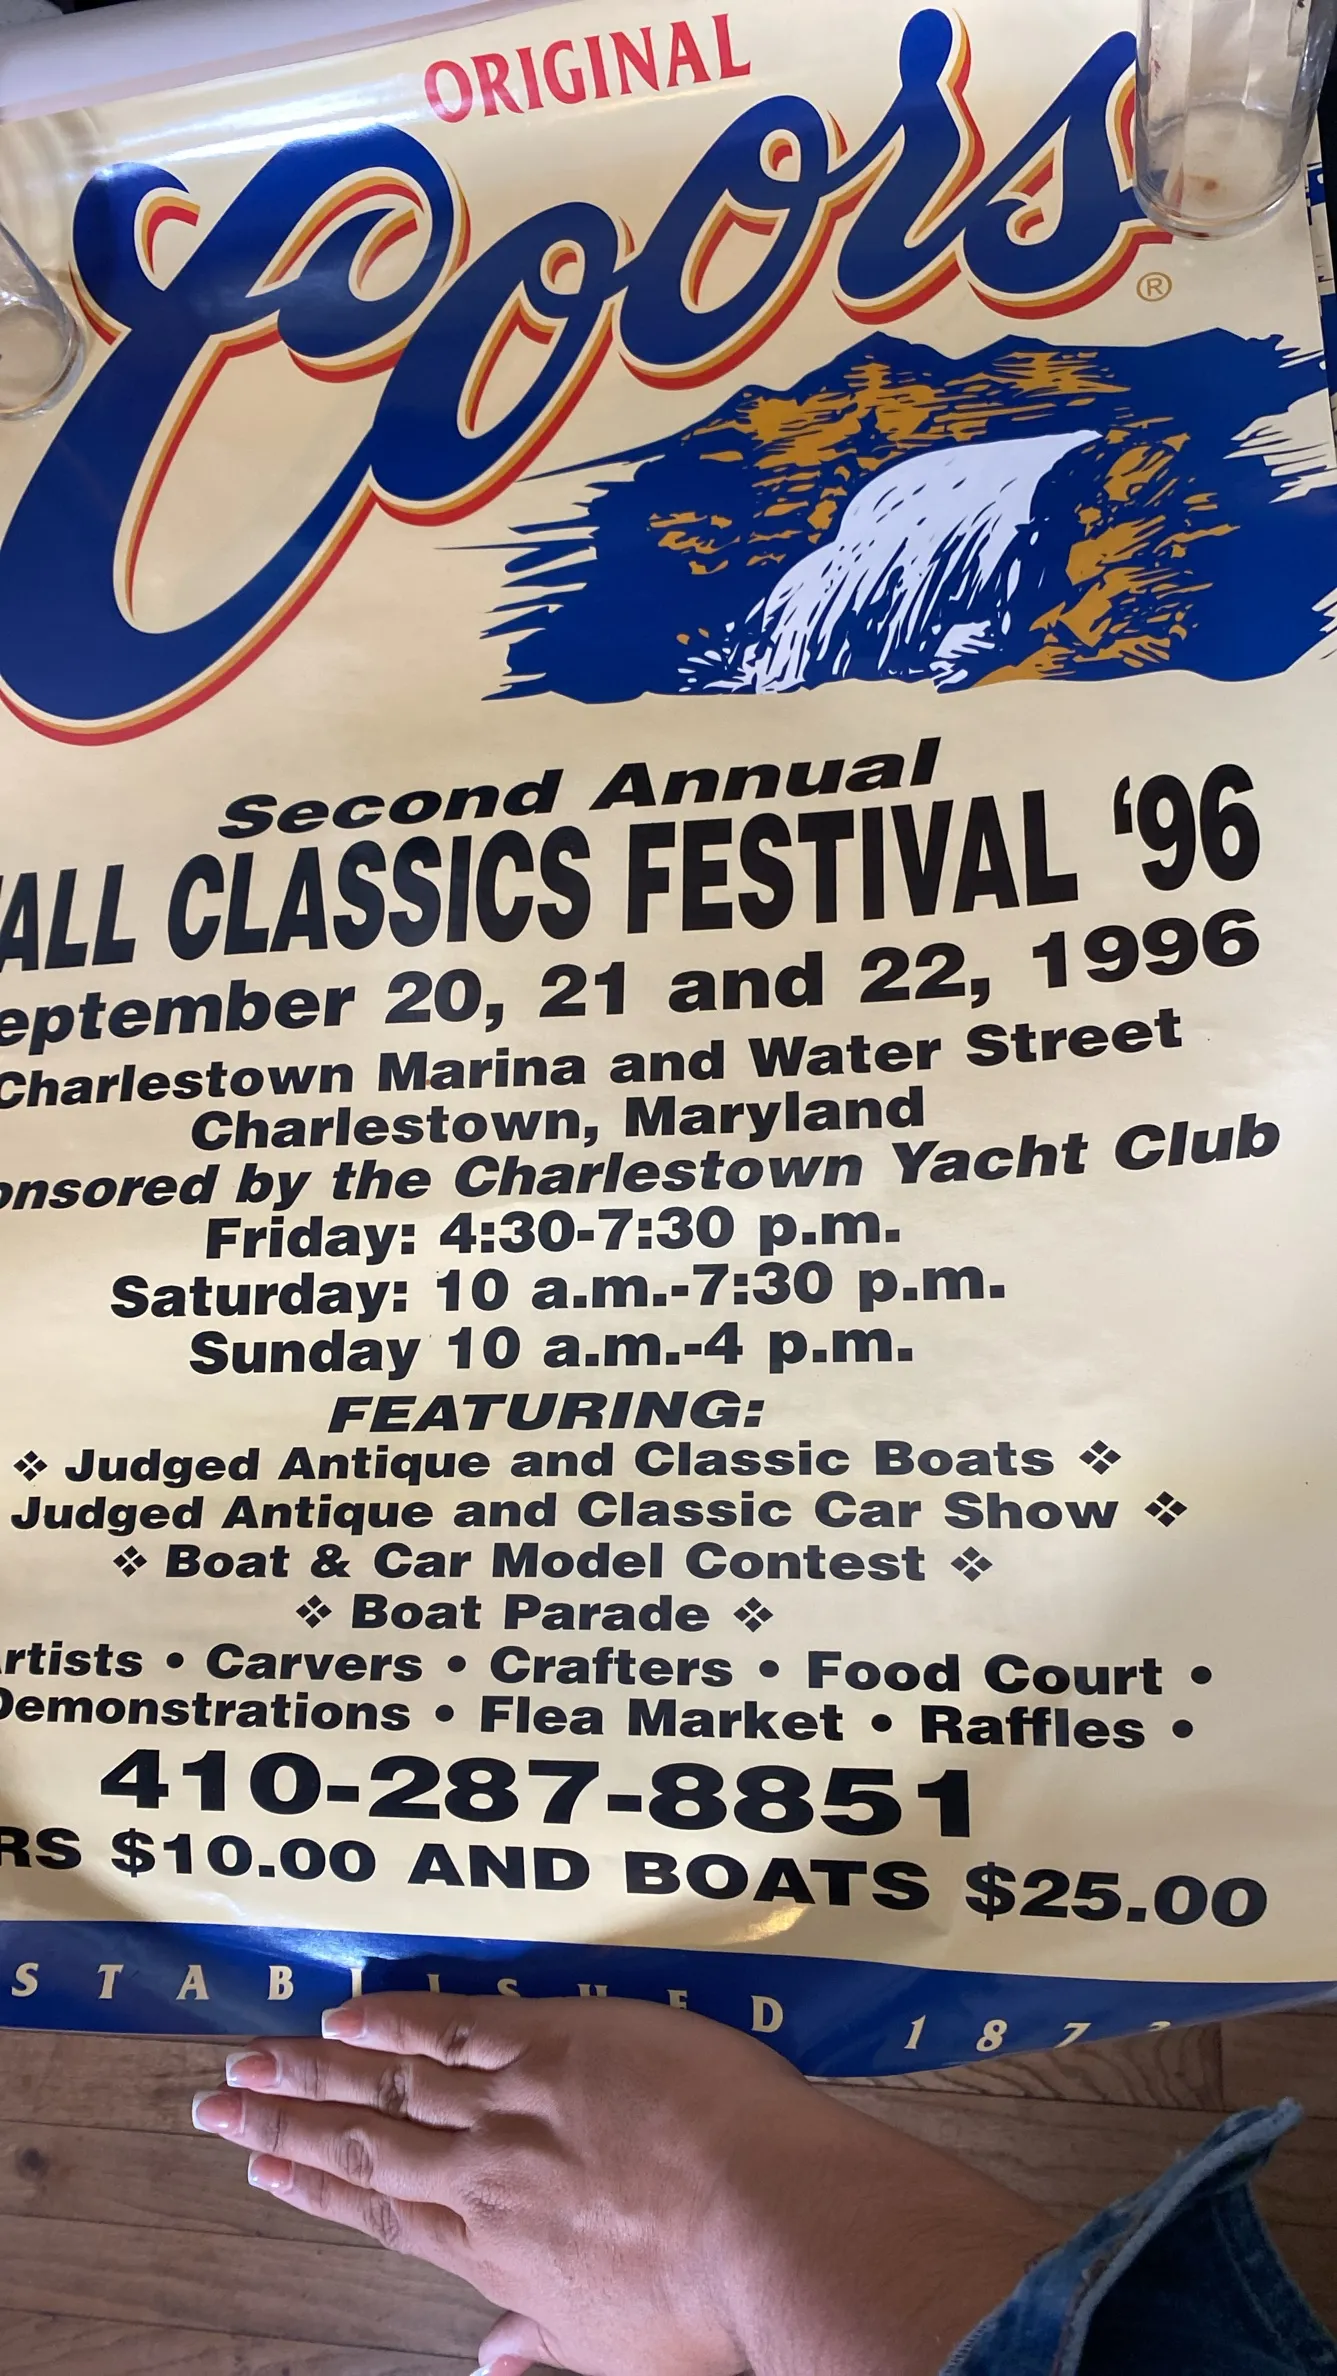 ORIGINAL
Coors
®
Second Annual
ALL CLASSICS FESTIVAL '96
eptember 20, 21 and 22, 1996
Charlestown Marina and Water Street
Charlestown, Maryland
onsored by the Charlestown Yacht Club
Friday: 4:30-7:30 p.m.
Saturday: 10 a.m.-7:30 p.m.
Sunday 10 a.m.-4 p.m.
FEATURING:
❖ Judged Antique and Classic Boats ❖
Judged Antique and Classic Car Show ❖
❖ Boat & Car Model Contest ❖
❖ Boat Parade ❖
rtists • Carvers • Crafters • Food Court •
Demonstrations • Flea Market • Raffles •
410-287-8851
RS $10.00 AND BOATS $25.00
STABLISHED 1873